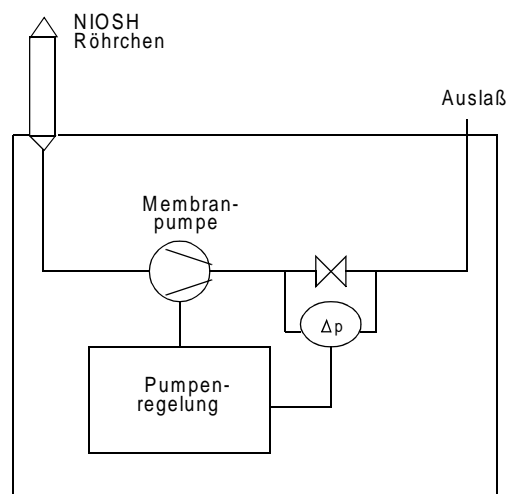 NIOSH
Röhrchen
Auslaß
Membran-
pumpe
Δp
Pumpen-
regelung